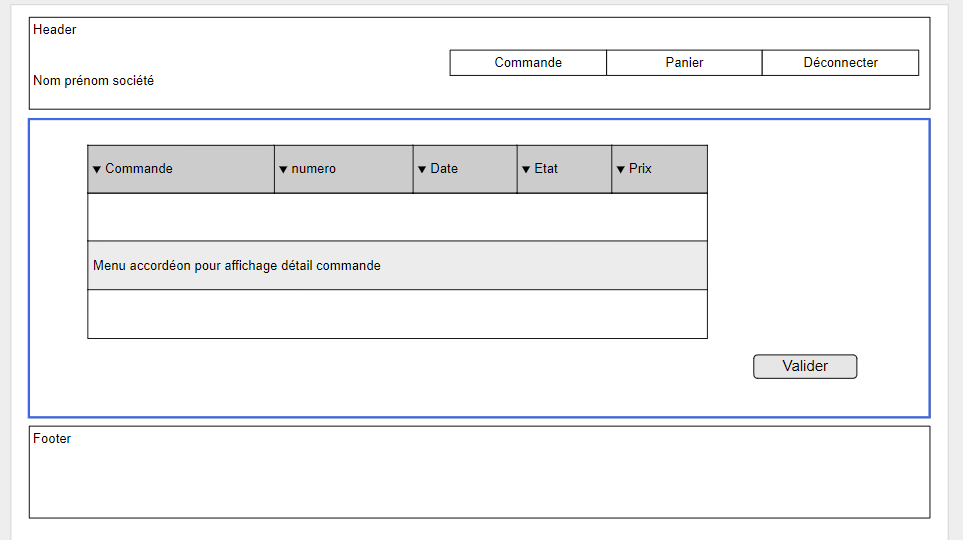 Header
Commande Panier Déconnecter
Nom prénom société
Commande numero Date Etat Prix
Menu accordéon pour affichage détail commande
Valider
Footer